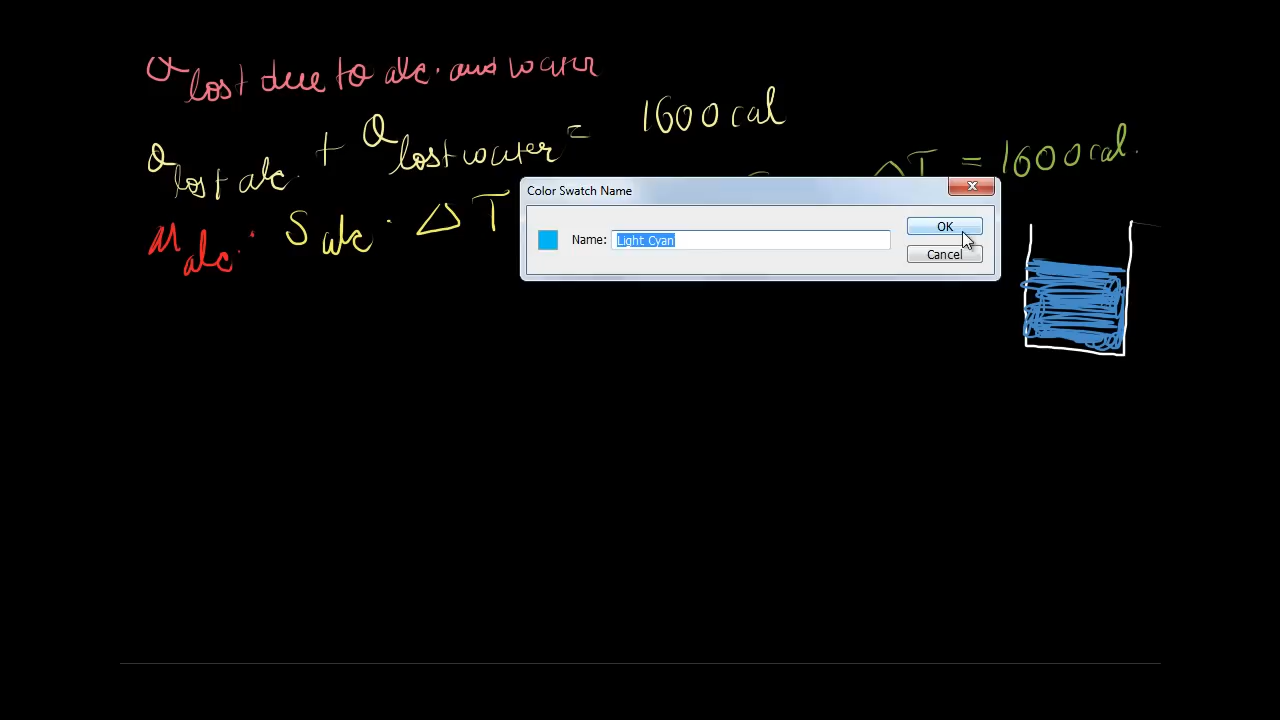 Q lost due to alc. and water
Q lost alc. + Q lost water = 1600 cal
M alc. · S alc · ΔT ΔT = 1600 cal.
Color Swatch Name
Name: Light Cyan
OK
Cancel